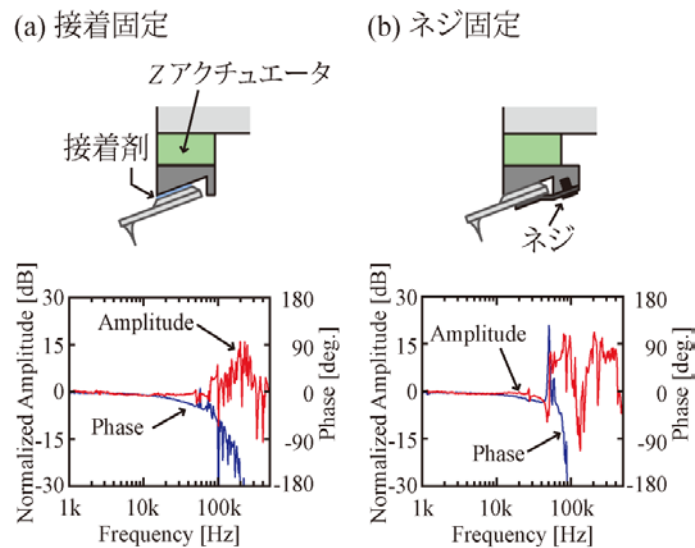 (a) 接着固定
Zアクチュエータ
接着剤
30
15
0
-15
-30
Normalized Amplitude [dB]
180
90
0
-90
-180
Phase [deg.]
Amplitude
Phase
1k
10k
100k
Frequency [Hz]
(b) ネジ固定
ネジ
30
15
0
-15
-30
Normalized Amplitude [dB]
180
90
0
-90
-180
Phase [deg.]
Amplitude
Phase
1k
10k
100k
Frequency [Hz]